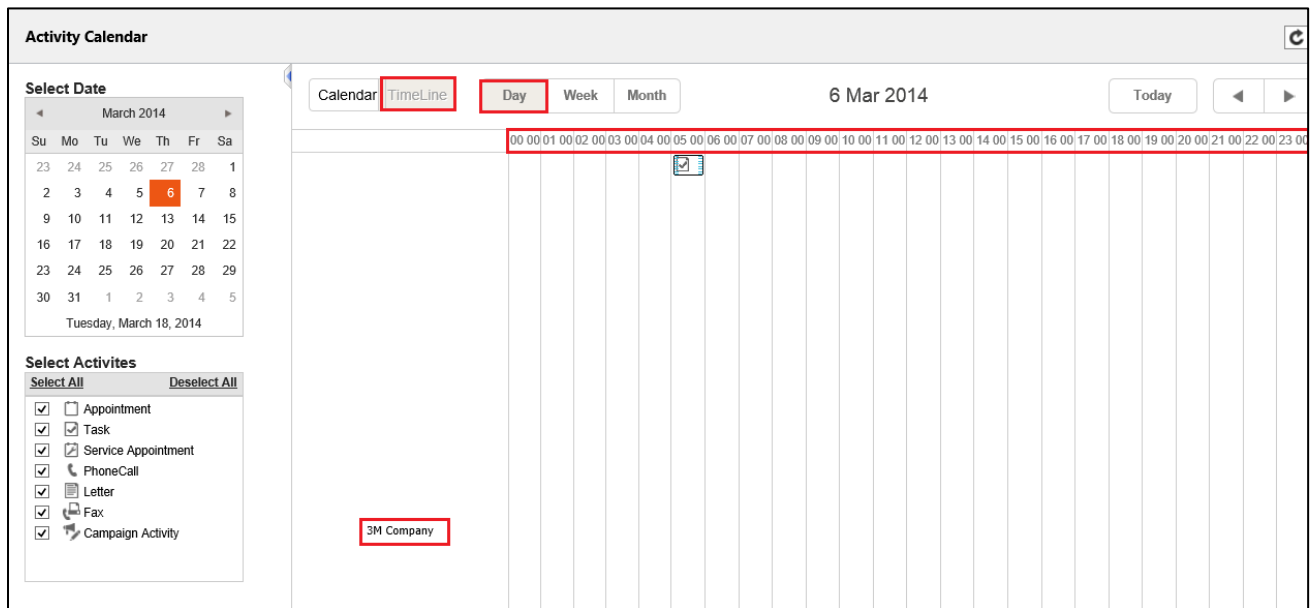 Activity Calendar
Select Date
March 2014
Su Mo Tu We Th Fr Sa
23 24 25 26 27 28 1
2 3 4 5 6 7 8
9 10 11 12 13 14 15
16 17 18 19 20 21 22
23 24 25 26 27 28 29
30 31 1 2 3 4 5
Tuesday, March 18, 2014
Select Activites
Select All Deselect All
Appointment
Task
Service Appointment
PhoneCall
Letter
Fax
Campaign Activity
Calendar TimeLine Day Week Month 6 Mar 2014 Today
00 00 01 00 02 00 03 00 04 00 05 00 06 00 07 00 08 00 09 00 10 00 11 00 12 00 13 00 14 00 15 00 16 00 17 00 18 00 19 00 20 00 21 00 22 00 23 00
3M Company